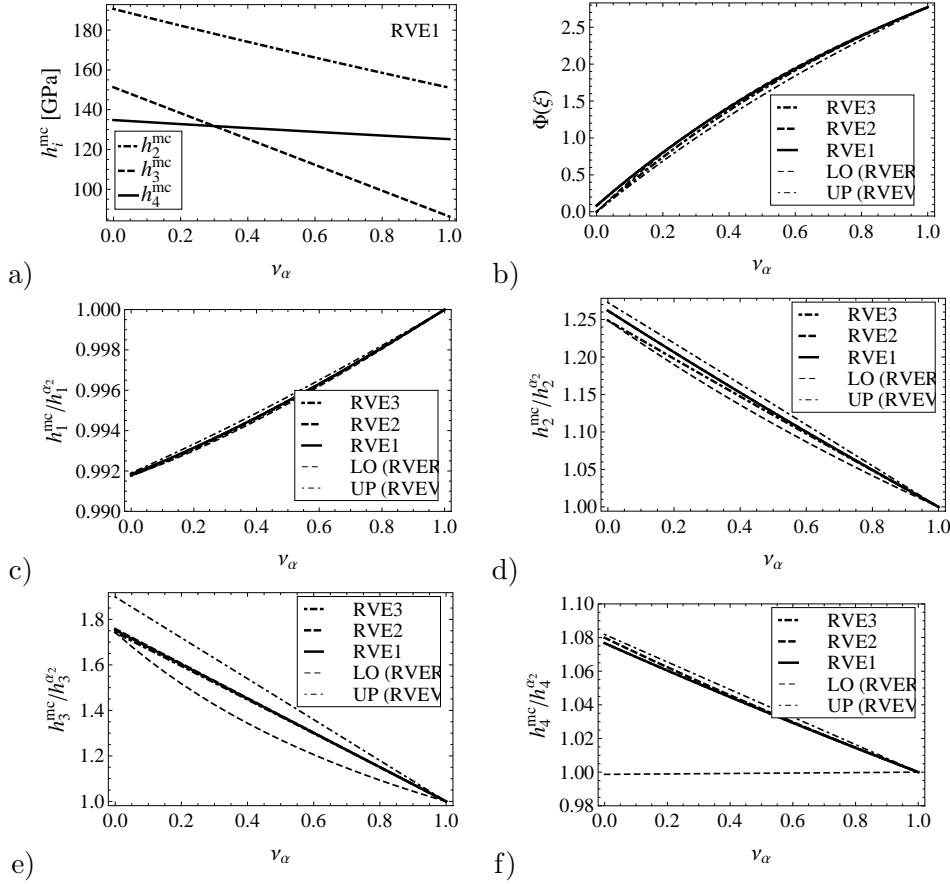 180
160
140
120
100
h_i^mc [GPa]
RVE1
h_2^mc
h_3^mc
h_4^mc
0.0 0.2 0.4 0.6 0.8 1.0
ν_α
a)
2.5
2.0
1.5
1.0
0.5
0.0
Φ(ξ)
RVE3
RVE2
RVE1
LO (RVER
UP (RVEV
0.0 0.2 0.4 0.6 0.8 1.0
ν_α
b)
1.000
0.998
0.996
0.994
0.992
0.990
h_1^mc/h_1^α₂
RVE3
RVE2
RVE1
LO (RVER
UP (RVEV
0.0 0.2 0.4 0.6 0.8 1.0
ν_α
c)
1.25
1.20
1.15
1.10
1.05
1.00
h_2^mc/h_2^α₂
RVE3
RVE2
RVE1
LO (RVER
UP (RVEV
0.0 0.2 0.4 0.6 0.8 1.0
ν_α
d)
1.8
1.6
1.4
1.2
1.0
h_3^mc/h_3^α₂
RVE3
RVE2
RVE1
LO (RVER
UP (RVEV
0.0 0.2 0.4 0.6 0.8 1.0
ν_α
e)
1.10
1.08
1.06
1.04
1.02
1.00
0.98
h_4^mc/h_4^α₂
RVE3
RVE2
RVE1
LO (RVER
UP (RVEV
0.0 0.2 0.4 0.6 0.8 1.0
ν_α
f)